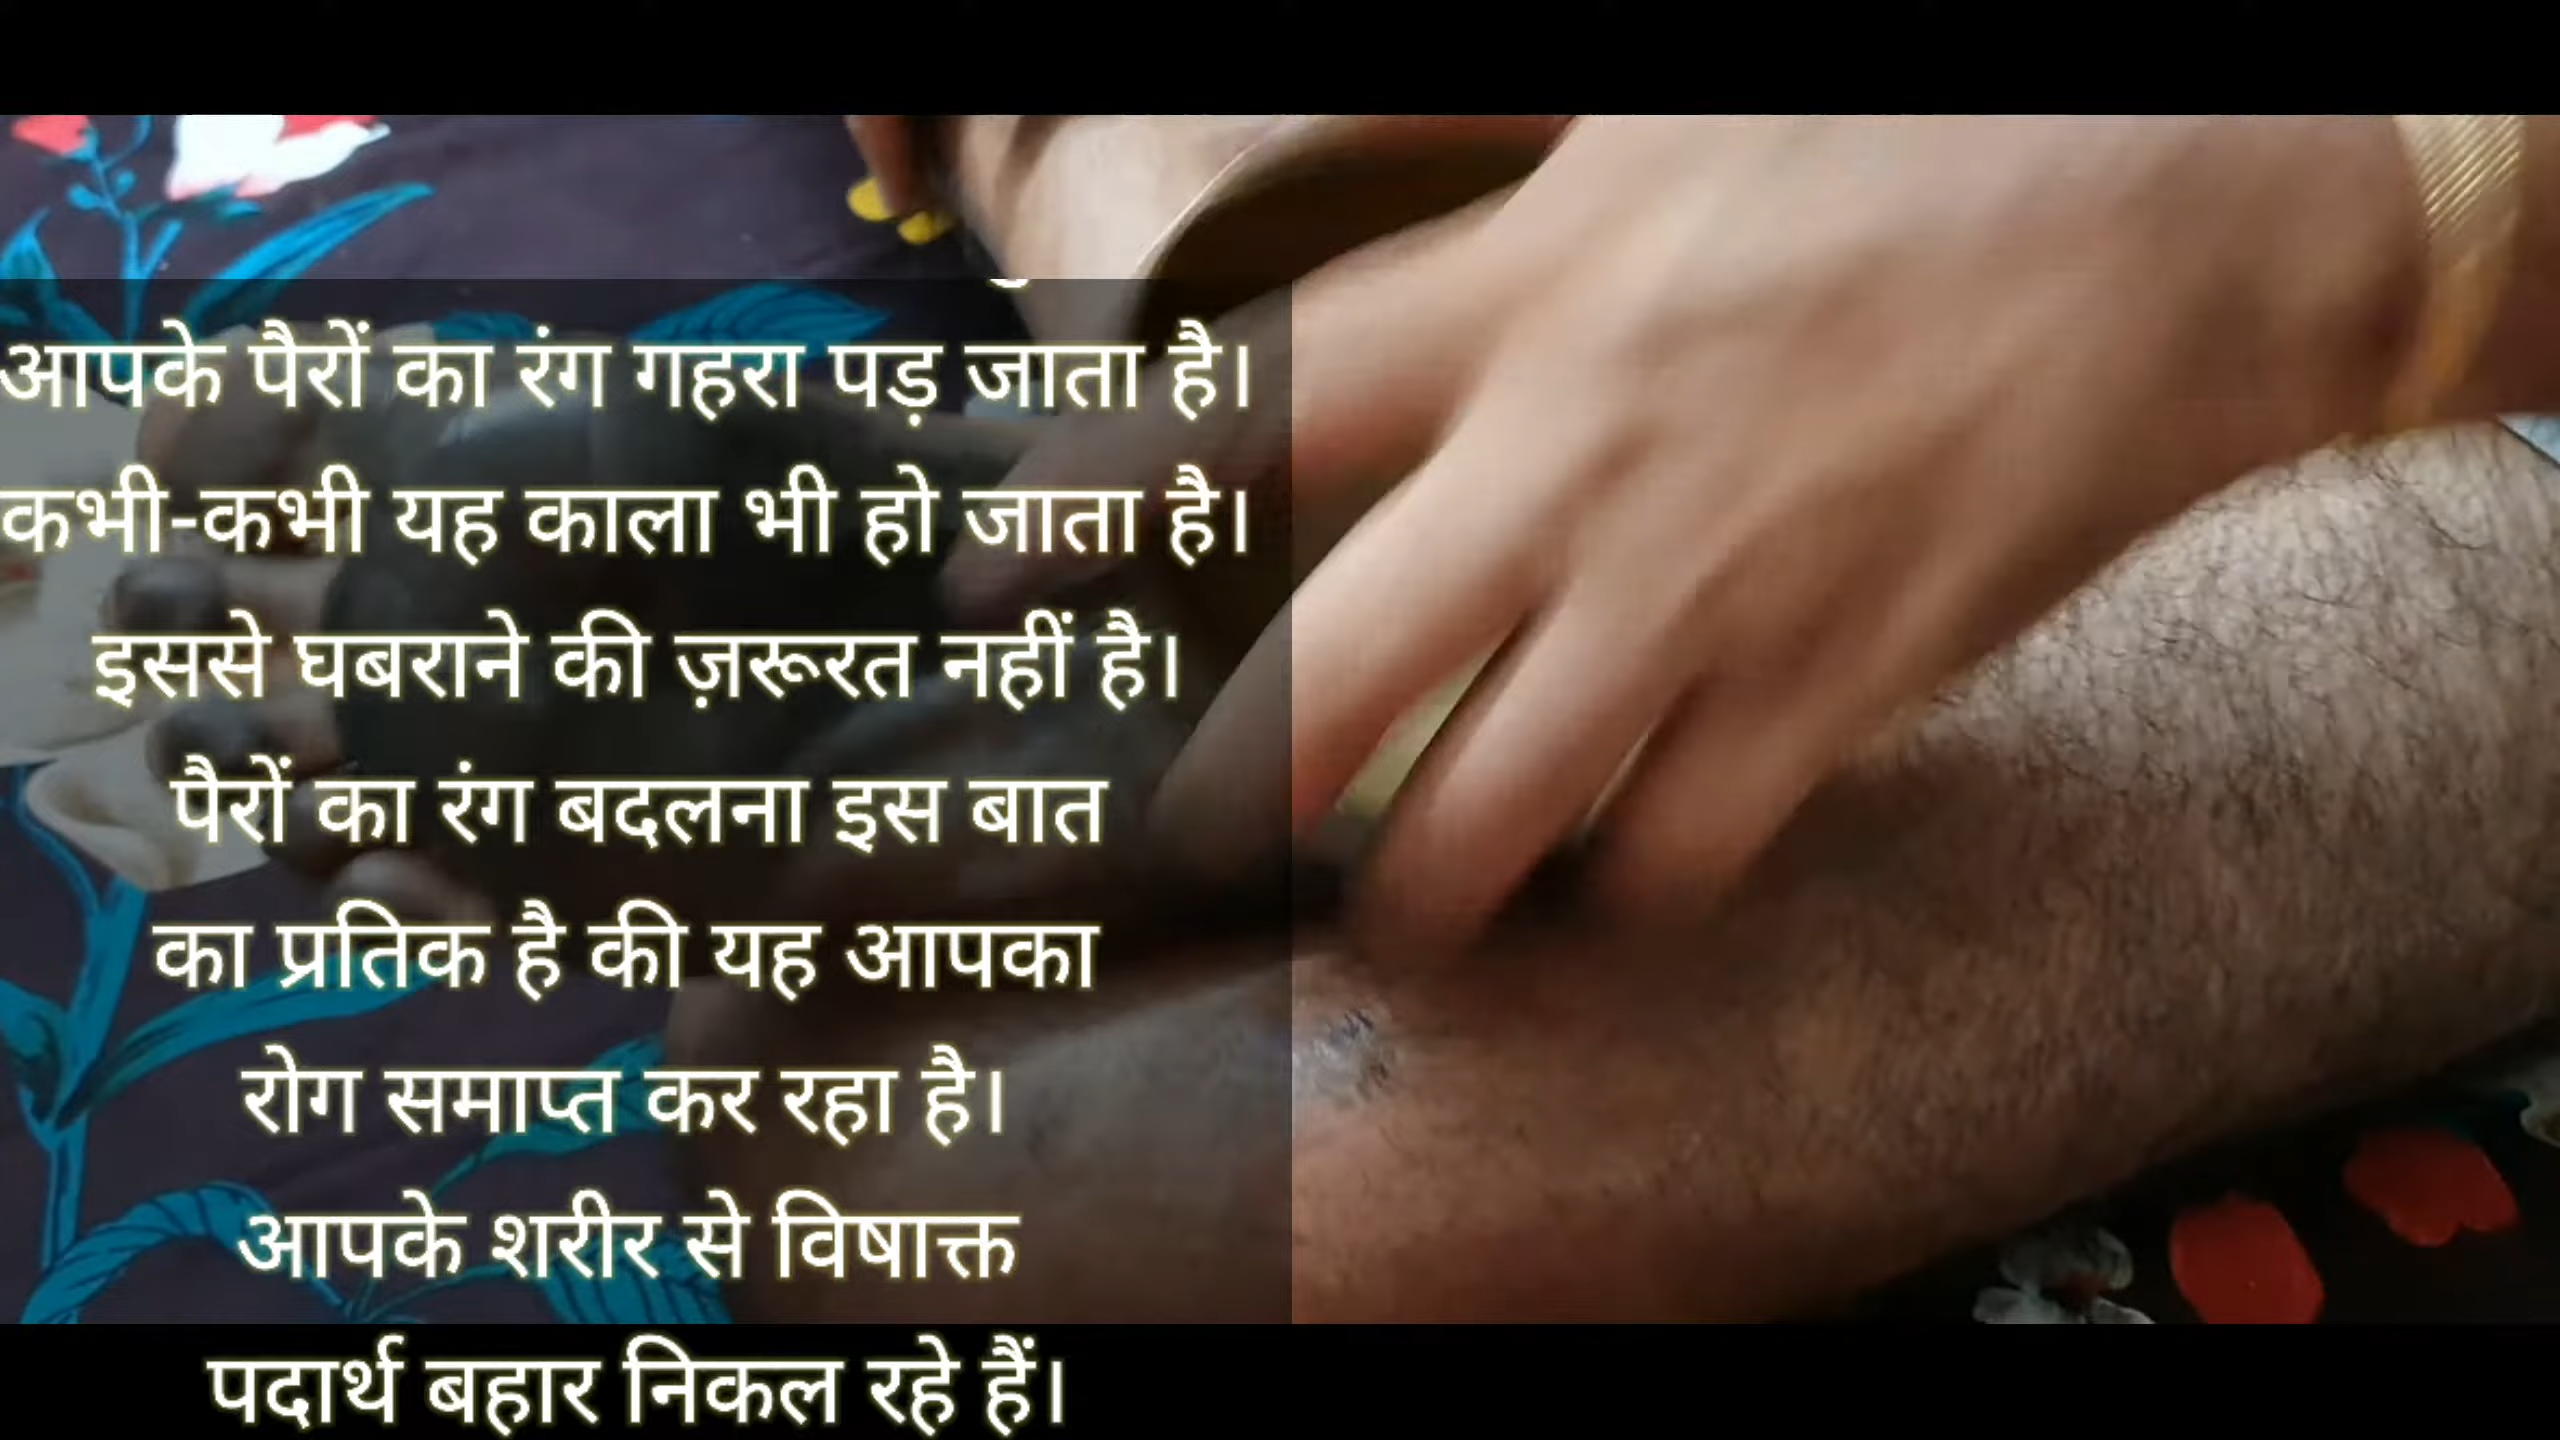 आपके पैरों का रंग गहरा पड़ जाता है।
कभी-कभी यह काला भी हो जाता है।
इससे घबराने की ज़रूरत नहीं है।
पैरों का रंग बदलना इस बात
का प्रतिक है की यह आपका
रोग समाप्त कर रहा है।
आपके शरीर से विषाक्त
पदार्थ बहार निकल रहे हैं।